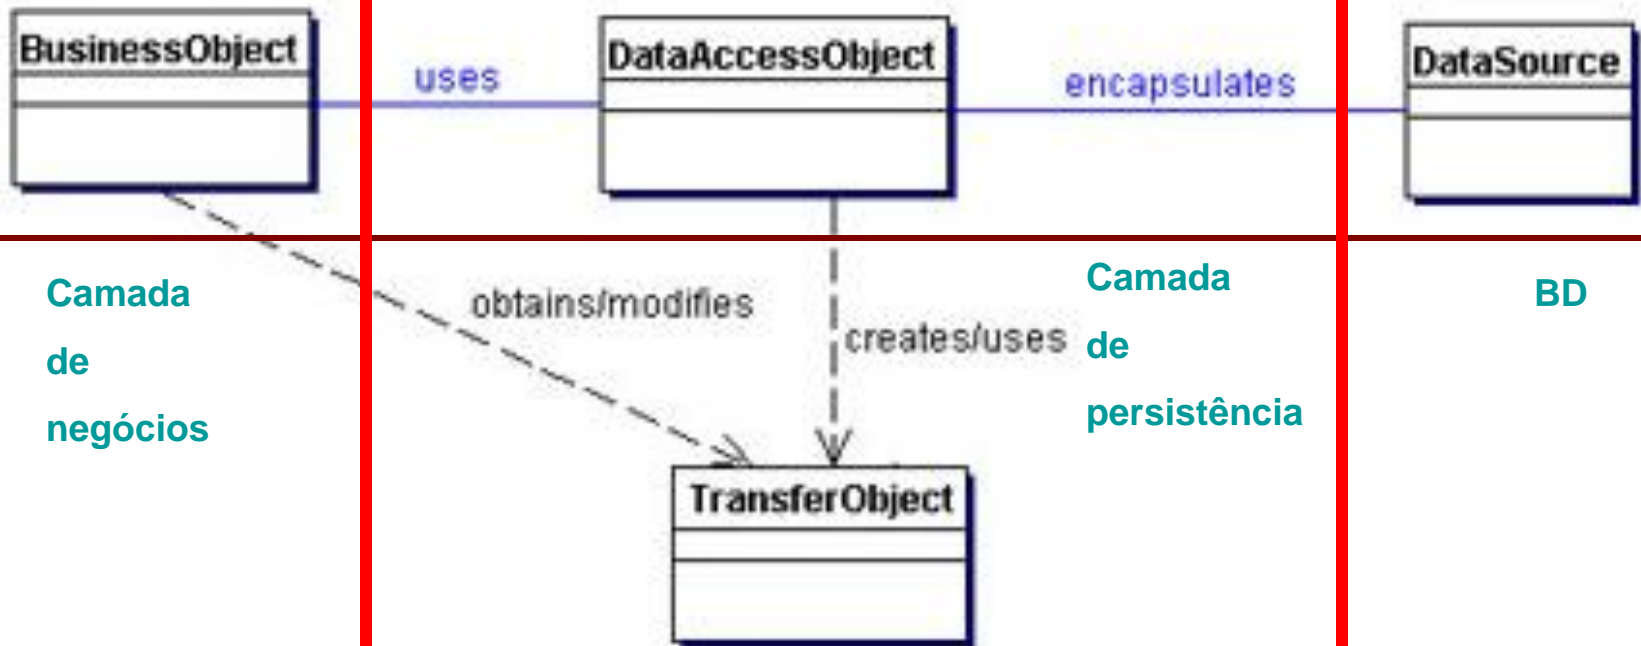 BusinessObject
uses
DataAccessObject
encapsulates
DataSource
Camada
de
negócios
obtains/modifies
creates/uses
Camada
de
persistência
BD
TransferObject